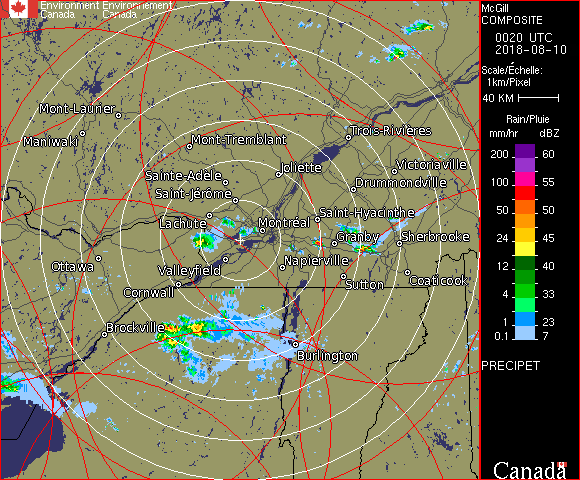 Environment Environnement
Canada Canada
McGill
COMPOSITE
0020 UTC
2018-08-10
Scale/Échelle:
1km/Pixel
40 KM
Rain/Pluie
mm/hr dBZ
200 60
100 55
50 50
24 45
12 40
8 33
4 33
1 23
0.1 7
PRECIPET
Canada
Mont-Laurier
Maniwaki
Mont-Tremblant
Trois-Rivières
Joliette
Victoriaville
Sainte-Adèle
Drummondville
Saint-Jérôme
Saint-Hyacinthe
Lachute
Montréal
Granby
Sherbrooke
Ottawa
Valleyfield
Napierville
Cornwall
Sutton
Coaticook
Brockville
Burlington